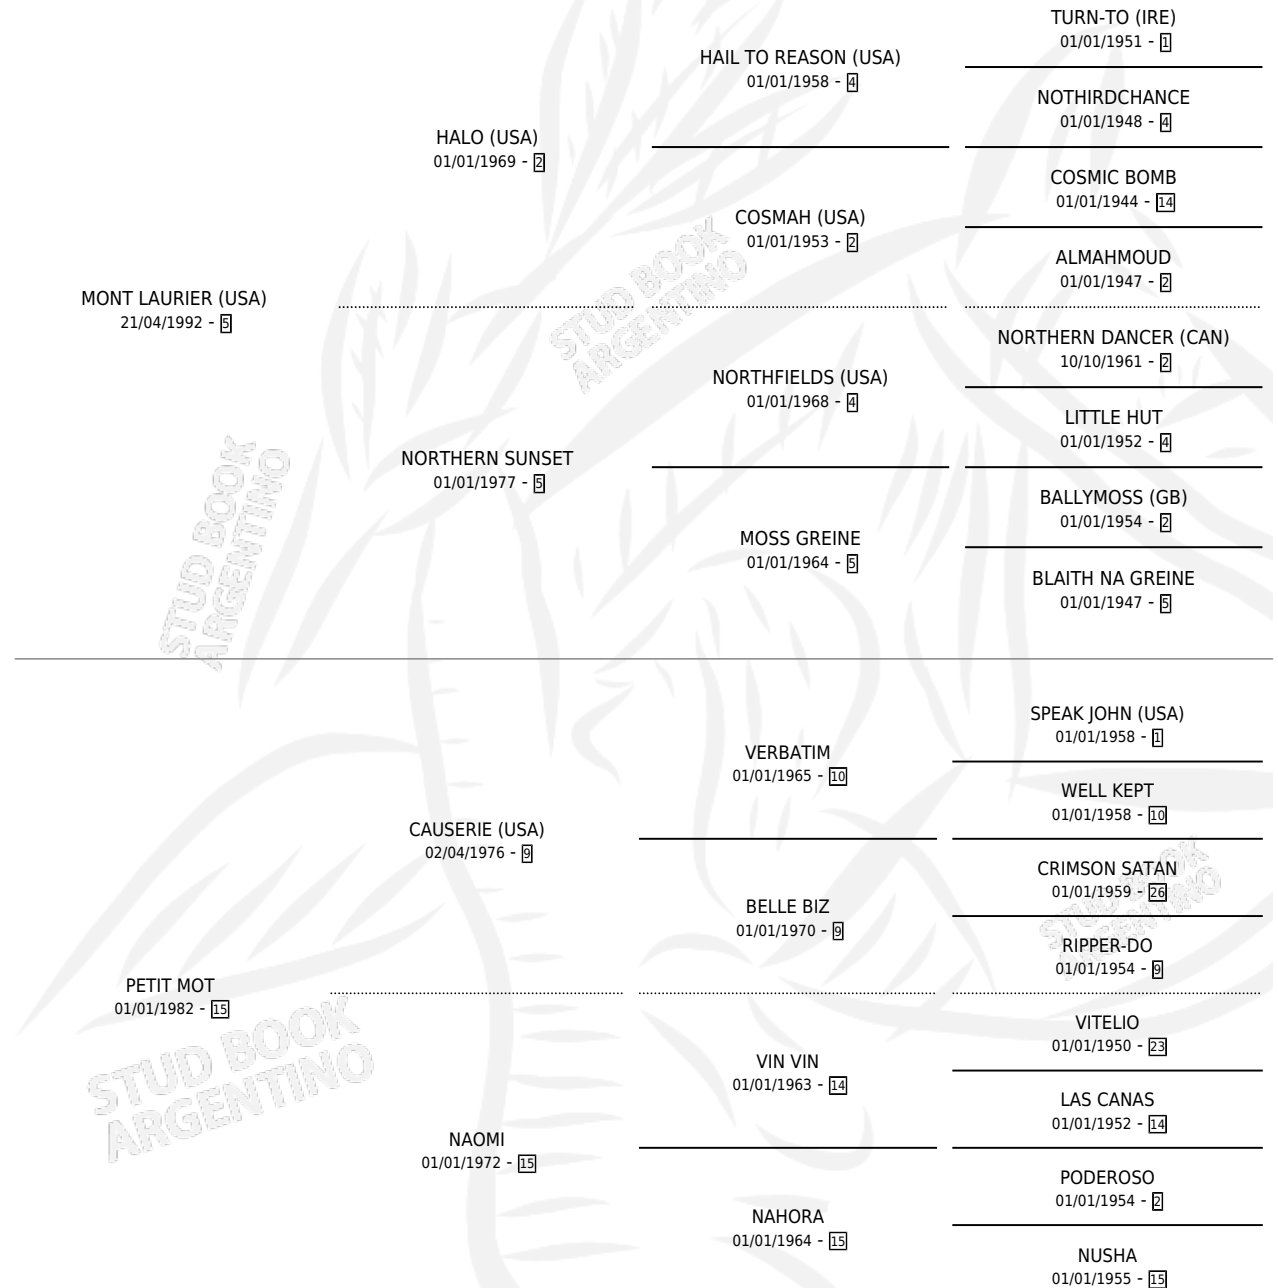 TURN-TO (IRE)
01/01/1951 - 1
HAIL TO REASON (USA)
01/01/1958 - 4
NOTHIRDCHANCE
01/01/1948 - 4
HALO (USA)
01/01/1969 - 2
COSMIC BOMB
01/01/1944 - 14
COSMAH (USA)
01/01/1953 - 2
ALMAHMOUD
01/01/1947 - 2
MONT LAURIER (USA)
21/04/1992 - 5
STUD BOOK
ARGENTINO
NORTHERN DANCER (CAN)
10/10/1961 - 2
NORTHFIELDS (USA)
01/01/1968 - 4
LITTLE HUT
01/01/1952 - 4
NORTHERN SUNSET
01/01/1977 - 5
BALLYMOSS (GB)
01/01/1954 - 2
MOSS GREINE
01/01/1964 - 5
BLAITH NA GREINE
01/01/1947 - 5
STUD BOOK
ARGENTINO
SPEAK JOHN (USA)
01/01/1958 - 1
VERBATIM
01/01/1965 - 10
WELL KEPT
01/01/1958 - 10
CAUSERIE (USA)
02/04/1976 - 9
CRIMSON SATAN
01/01/1959 - 26
BELLE BIZ
01/01/1970 - 9
STUD BOOK
ARGENTINO
RIPPER-DO
01/01/1954 - 9
PETIT MOT
01/01/1982 - 15
VITELIO
01/01/1950 - 23
VIN VIN
01/01/1963 - 14
STUD BOOK
ARGENTINO
LAS CANAS
01/01/1952 - 14
NAOMI
01/01/1972 - 15
PODEROSO
01/01/1954 - 2
NAHORA
01/01/1964 - 15
NUSHA
01/01/1955 - 15